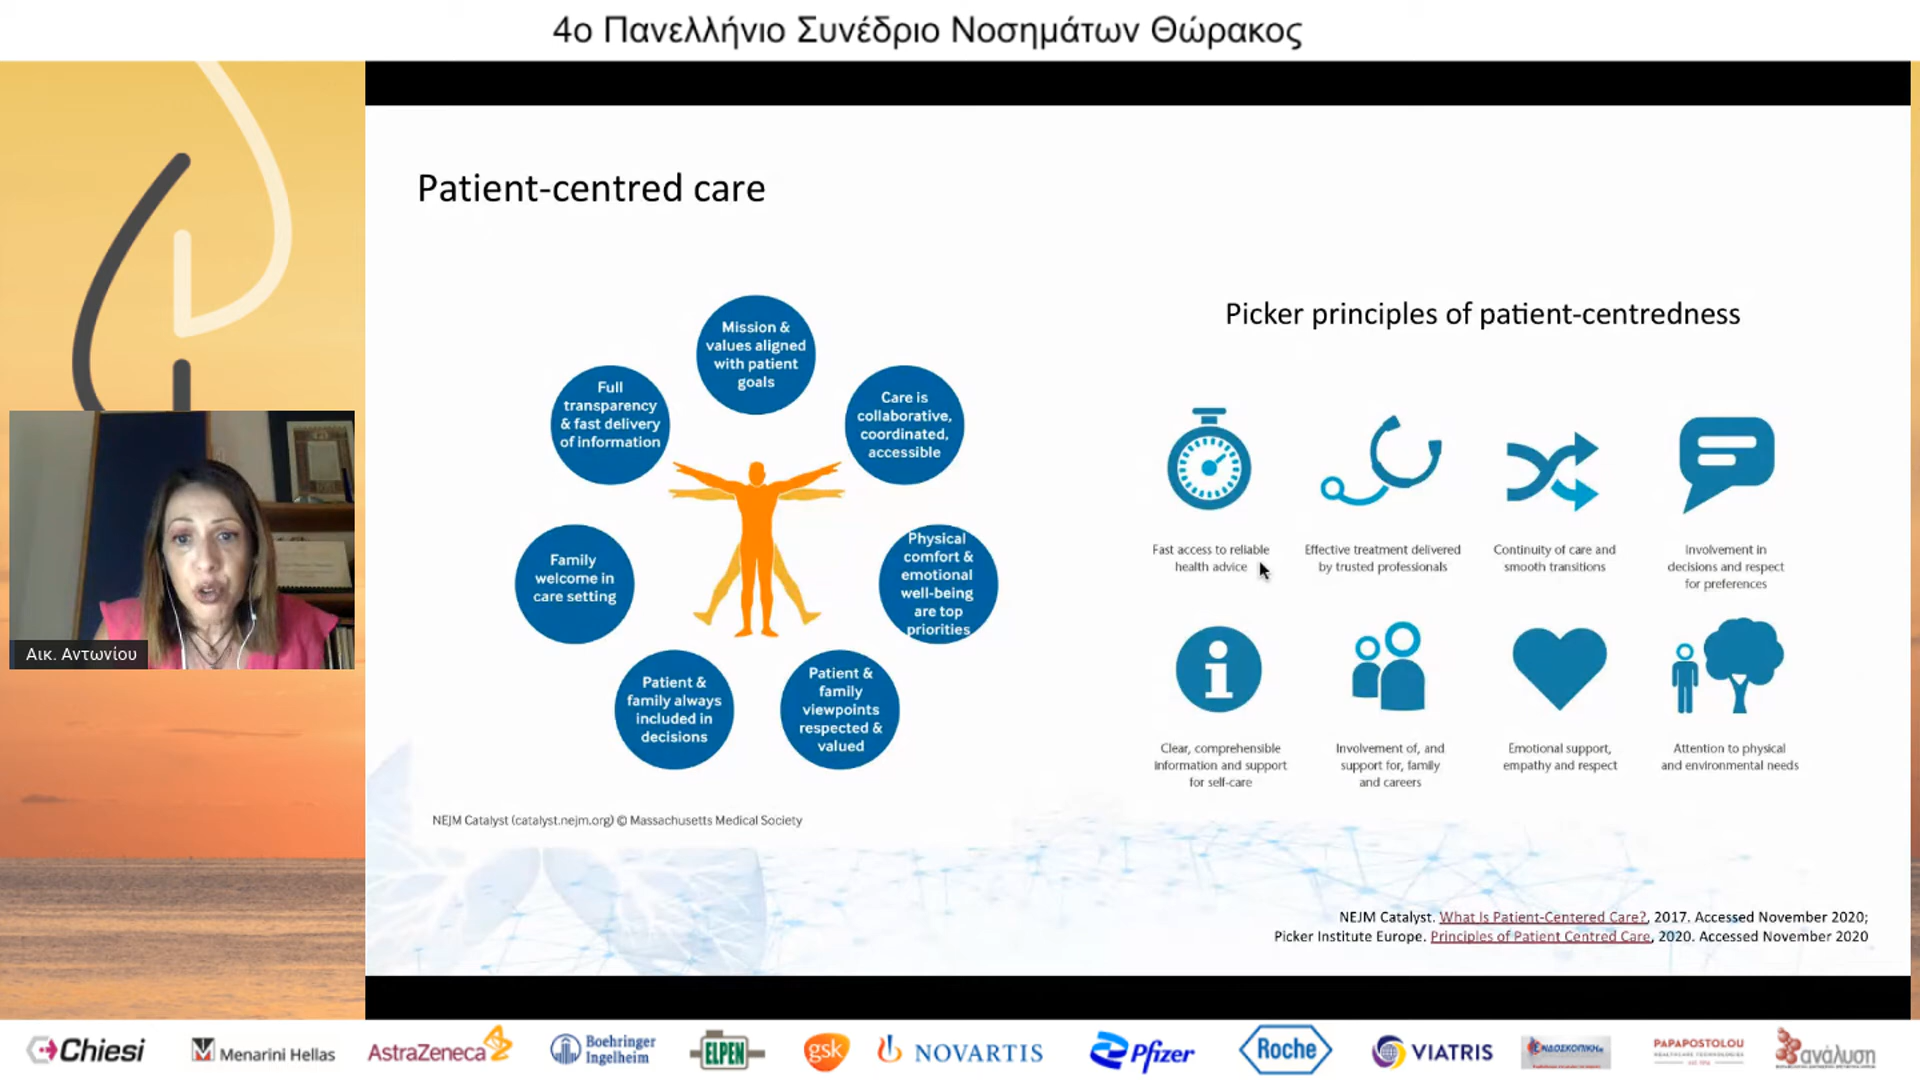 4ο Πανελλήνιο Συνέδριο Νοσημάτων Θώρακος
Patient-centred care
Mission &
values aligned
with patient
goals
Full
transparency
& fast delivery
of information
Care is
collaborative,
coordinated,
accessible
Family
welcome in
care setting
Physical
comfort &
emotional
well-being
are top
priorities
Patient &
family always
included in
decisions
Patient &
family
viewpoints
respected &
valued
NEJM Catalyst (catalyst.nejm.org) © Massachusetts Medical Society
Picker principles of patient-centredness
Fast access to reliable
health advice
Effective treatment delivered
by trusted professionals
Continuity of care and
smooth transitions
Involvement in
decisions and respect
for preferences
Clear, comprehensible
information and support
for self-care
Involvement of, and
support for, family
and careers
Emotional support,
empathy and respect
Attention to physical
and environmental needs
NEJM Catalyst. What Is Patient-Centered Care?, 2017. Accessed November 2020;
Picker Institute Europe. Principles of Patient Centred Care, 2020. Accessed November 2020
Αικ. Αντωνίου
Chiesi
Menarini Hellas
AstraZeneca
Boehringer
Ingelheim
ELPEN
gsk
NOVARTIS
Pfizer
Roche
VIATRIS
ΕΝΔΟΣΚΟΠΙΚΗ
PAPAPOSTOLOU
ανάλυση